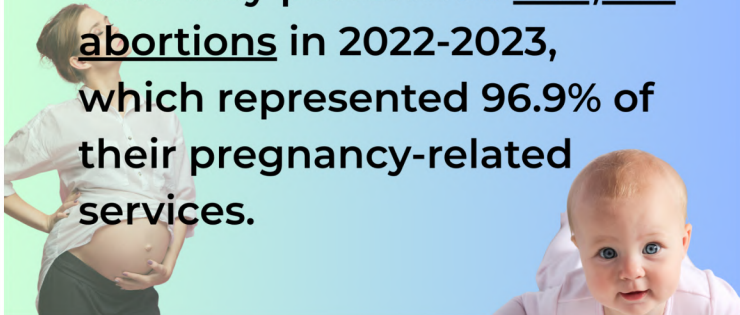 abortions in 2022-2023,
which represented 96.9% of
their pregnancy-related
services.